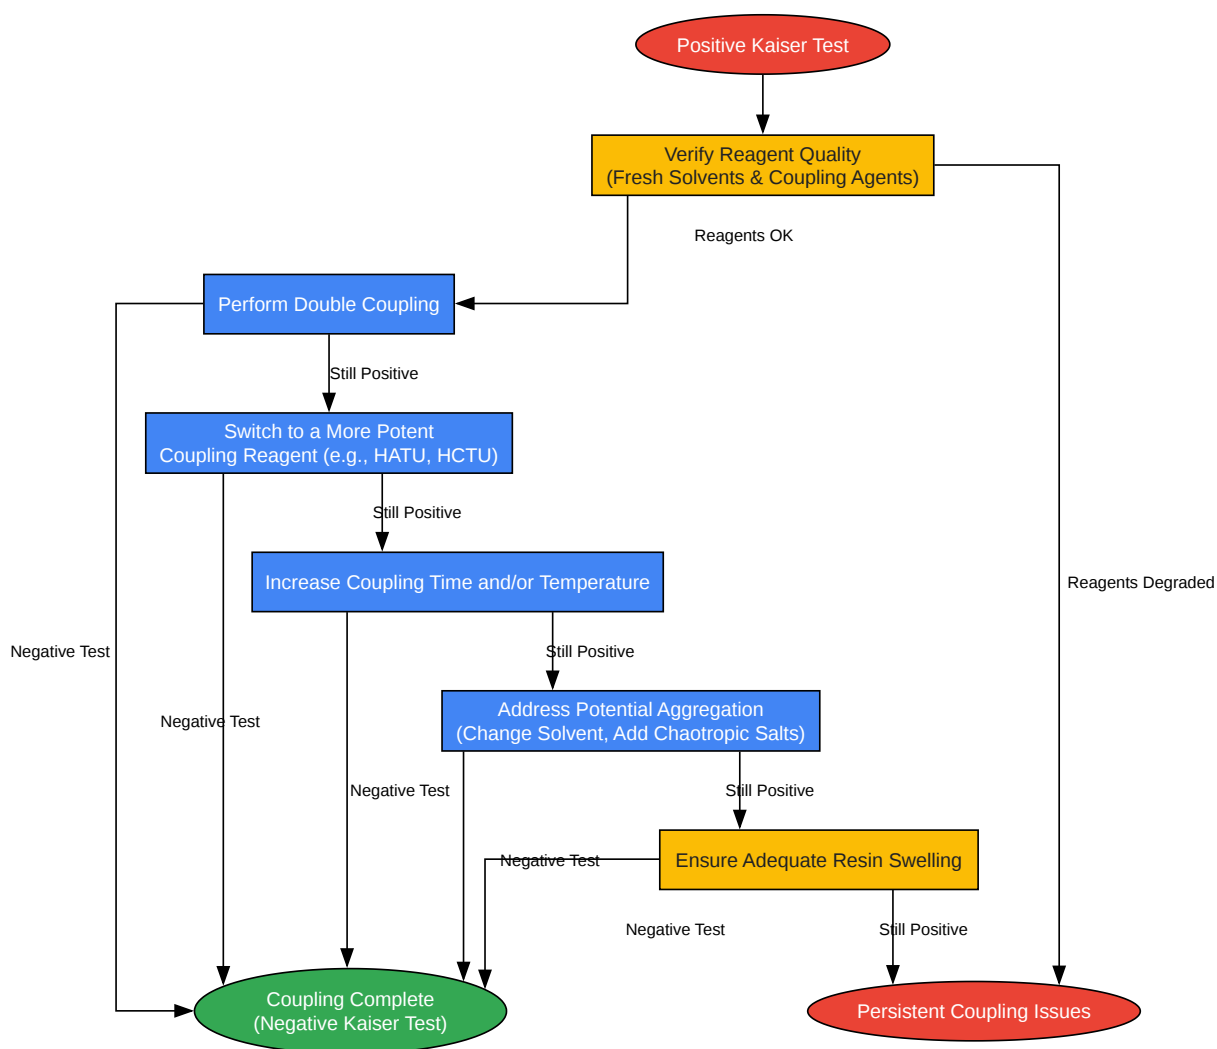 Positive Kaiser Test
Verify Reagent Quality
(Fresh Solvents & Coupling Agents)
Reagents OK
Perform Double Coupling
Still Positive
Switch to a More Potent
Coupling Reagent (e.g., HATU, HCTU)
Still Positive
Increase Coupling Time and/or Temperature
Reagents Degraded
Negative Test
Still Positive
Address Potential Aggregation
(Change Solvent, Add Chaotropic Salts)
Negative Test
Negative Test
Still Positive
Negative Test
Ensure Adequate Resin Swelling
Negative Test
Still Positive
Coupling Complete
(Negative Kaiser Test)
Persistent Coupling Issues